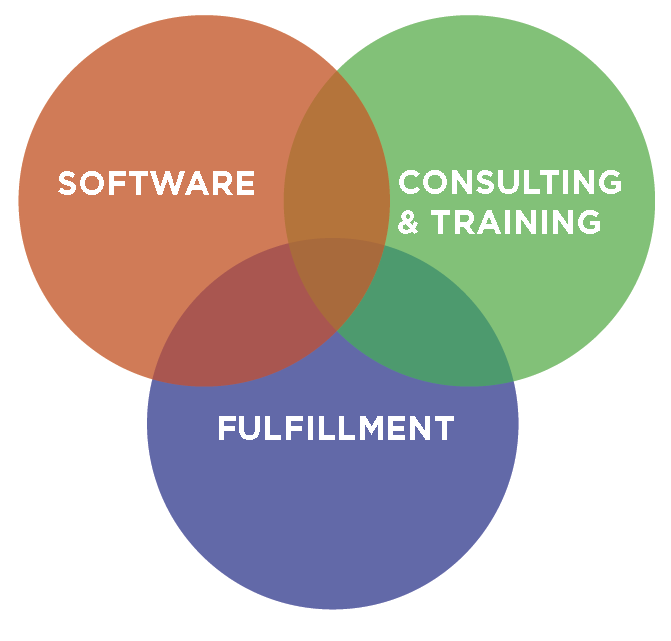 SOFTWARE
CONSULTING
& TRAINING
FULFILLMENT